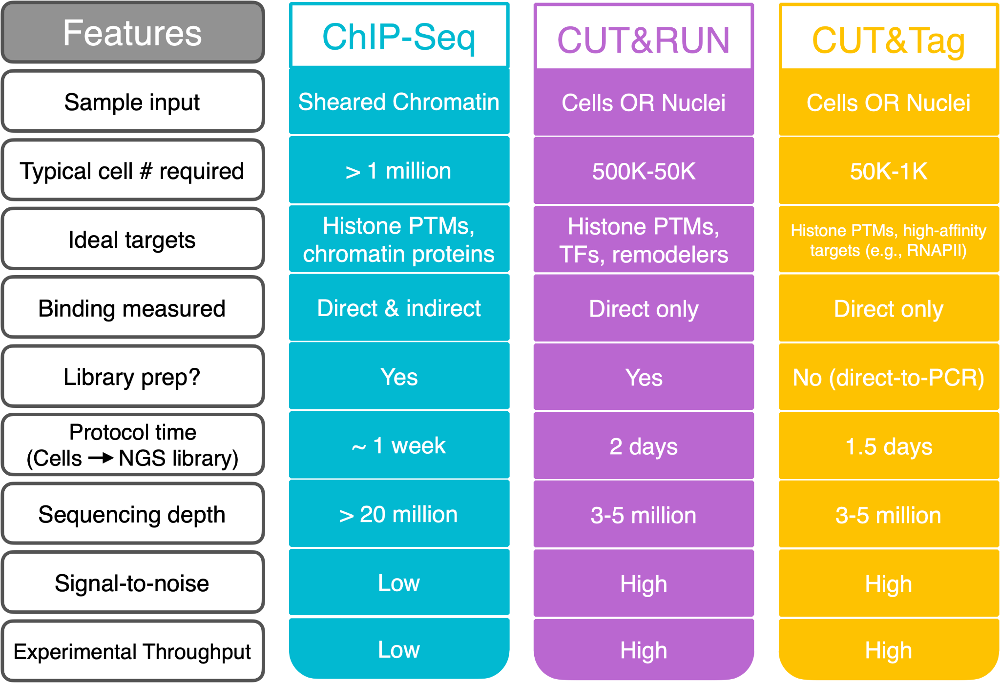 Features
ChIP-Seq
CUT&RUN
CUT&Tag
Sample input
Sheared Chromatin
Cells OR Nuclei
Cells OR Nuclei
Typical cell # required
> 1 million
500K-50K
50K-1K
Ideal targets
Histone PTMs,
chromatin proteins
Histone PTMs,
TFs, remodelers
Histone PTMs, high-affinity
targets (e.g., RNAPII)
Binding measured
Direct & indirect
Direct only
Direct only
Library prep?
Yes
Yes
No (direct-to-PCR)
Protocol time
(Cells → NGS library)
~ 1 week
2 days
1.5 days
Sequencing depth
> 20 million
3-5 million
3-5 million
Signal-to-noise
Low
High
High
Experimental Throughput
Low
High
High